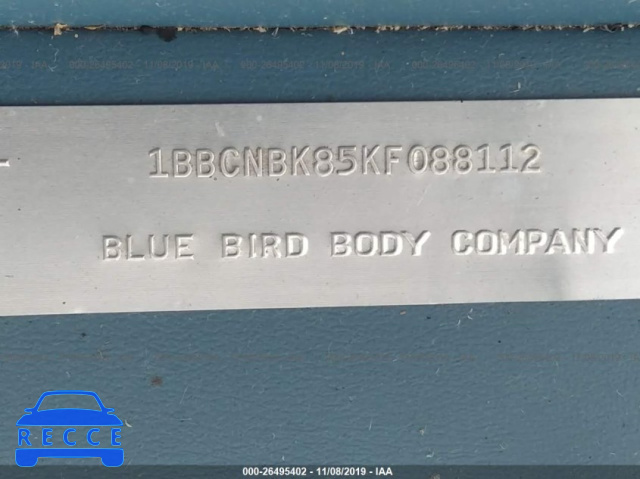 1BBCNBK85KF088112
BLUE BIRD BODY COMPANY
RECCE
000-26495402 - 11/08/2019 - IAA